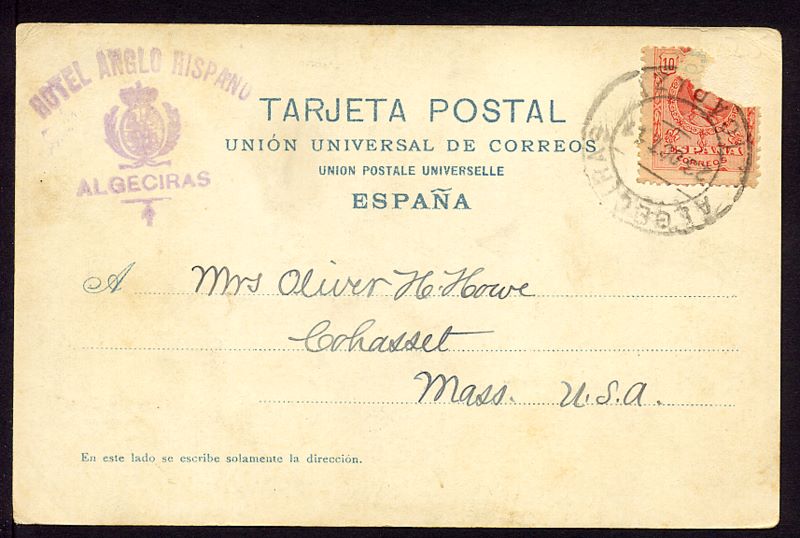 HOTEL ANGLO HISPANO
ALGECIRAS
TARJETA POSTAL
UNIÓN UNIVERSAL DE CORREOS
UNION POSTALE UNIVERSELLE
ESPAÑA
10
CORREOS
ALGECIRAS
A Mrs Oliver H. Howe
Cohasset
Mass. U.S.A.
En este lado se escribe solamente la dirección.